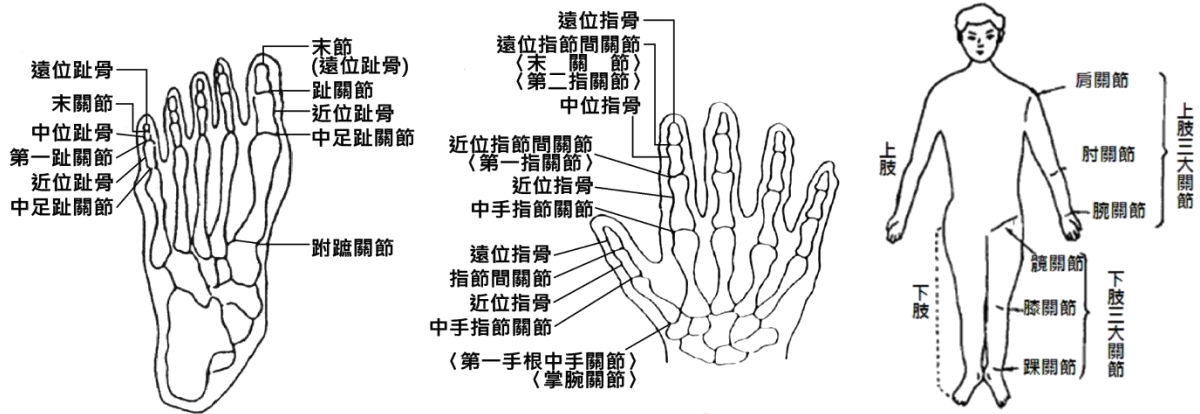 遠位趾骨
末關節
中位趾骨
第一趾關節
近位趾骨
中足趾關節
末節
(遠位趾骨)
趾關節
近位趾骨
中足趾關節
跗蹠關節
遠位指骨
遠位指節間關節
〈末關節〉
〈第二指關節〉
中位指骨
近位指節間關節
〈第一指關節〉
近位指骨
中手指節關節
遠位指骨
指節間關節
近位指骨
中手指節關節
〈第一手根中手關節〉
〈掌腕關節〉
上肢
下肢
肩關節
肘關節
腕關節
上肢三大關節
髖關節
膝關節
踝關節
下肢三大關節